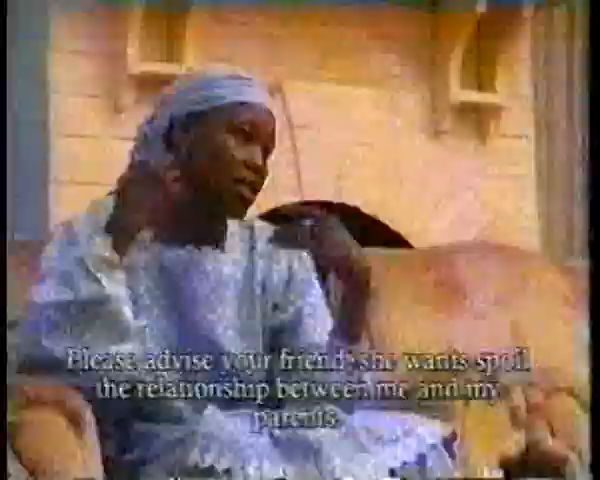 Please advise your friend, she wants spoil
the relationship between me and my
parents